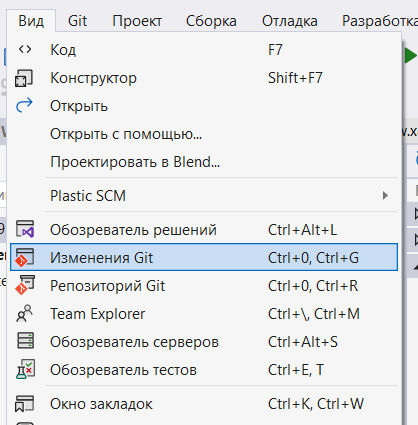 Вид Git Проект Сборка Отладка Разработка
Код F7
Конструктор Shift+F7
Открыть
Открыть с помощью...
Проектировать в Blend...
Plastic SCM
Обозреватель решений Ctrl+Alt+L
Изменения Git Ctrl+0, Ctrl+G
Репозиторий Git Ctrl+0, Ctrl+R
Team Explorer Ctrl+\, Ctrl+M
Обозреватель серверов Ctrl+Alt+S
Обозреватель тестов Ctrl+E, T
Окно закладок Ctrl+K, Ctrl+W